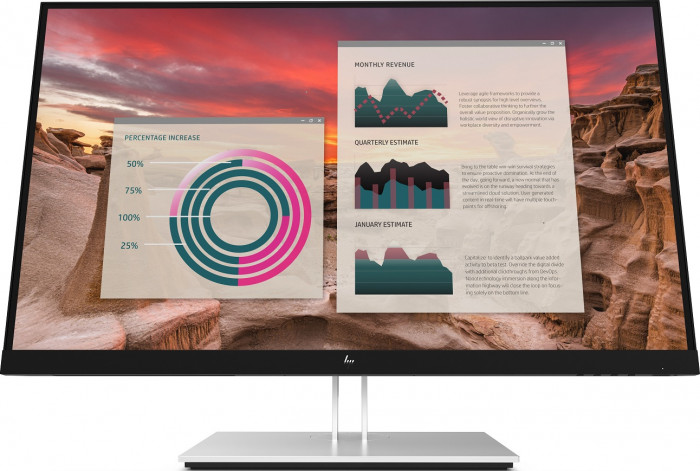 PERCENTAGE INCREASE
50%
75%
100%
25%
MONTHLY REVENUE
Leverage agile frameworks to provide a
robust synopsis for high level overviews.
Foster collaborative thinking to further the
overall value proposition. Organically grow the
holistic world view of disruptive innovation via
workplace diversity and empowerment.
QUARTERLY ESTIMATE
Bring to the table win-win survival strategies
to ensure proactive domination. At the end of
the day, going forward, a new normal that has
evolved is on the runway heading towards a
streamlined cloud solution. User generated
content in real-time will have multiple touch-
points for offshoring.
JANUARY ESTIMATE
Capitalize to identify a ballpark value added
activity to beta test. Override the digital divide
with additional clickthroughs from DevOps.
Nanotechnology immersion along the infor-
mation highway will close the loop on focus-
ing solely on the bottom line.
hp